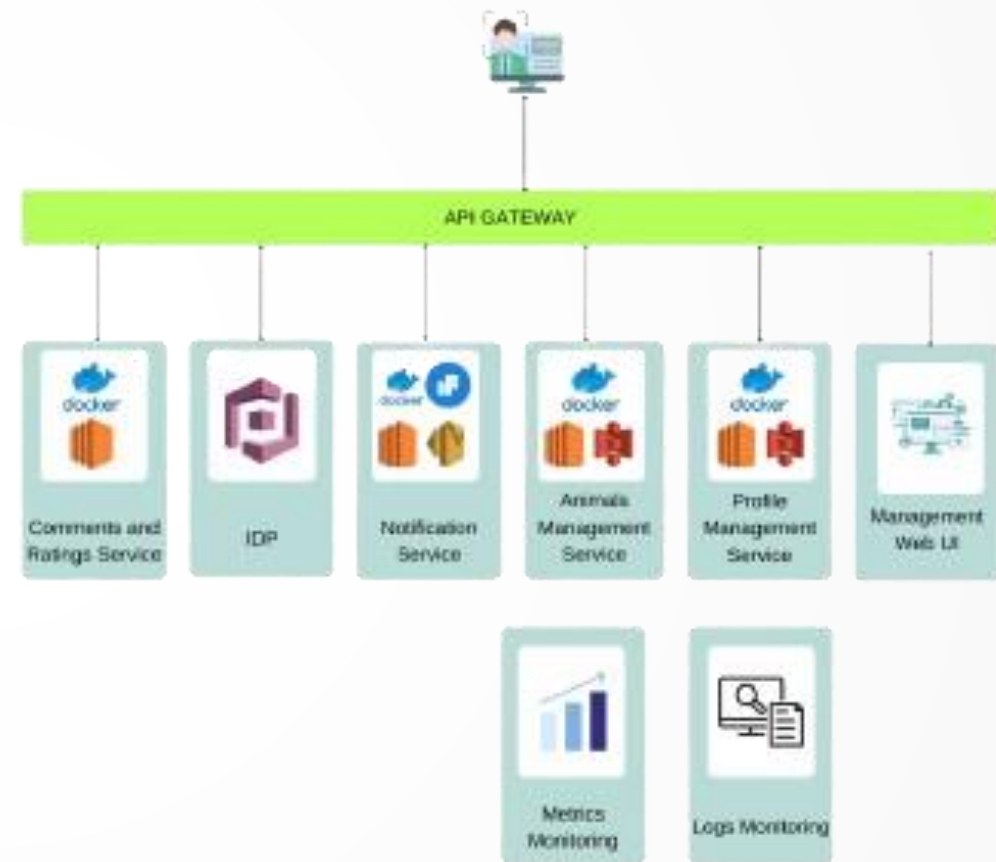 API GATEWAY
docker
Comments and
Ratings Service
IDP
docker
Notification
Service
docker
Animals
Management
Service
docker
Profile
Management
Service
Management
Web UI
Metrics
Monitoring
Logs Monitoring